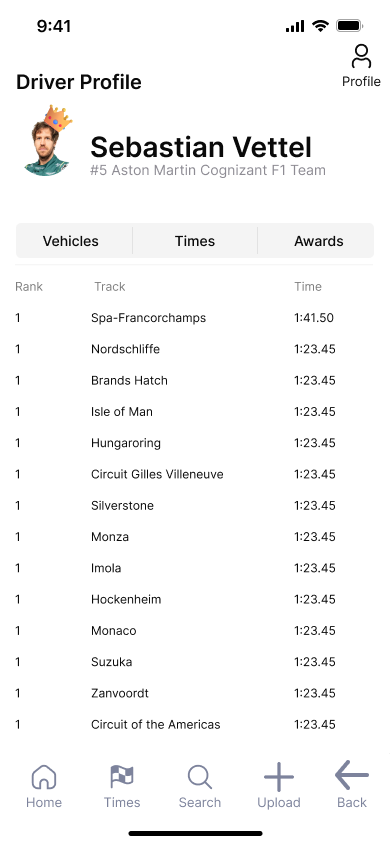 9:41
Profile
Driver Profile
Sebastian Vettel
#5 Aston Martin Cognizant F1 Team
Vehicles Times Awards
Rank Track Time
1 Spa-Francorchamps 1:41.50
1 Nordschliffe 1:23.45
1 Brands Hatch 1:23.45
1 Isle of Man 1:23.45
1 Hungaroring 1:23.45
1 Circuit Gilles Villeneuve 1:23.45
1 Silverstone 1:23.45
1 Monza 1:23.45
1 Imola 1:23.45
1 Hockenheim 1:23.45
1 Monaco 1:23.45
1 Suzuka 1:23.45
1 Zanvoordt 1:23.45
1 Circuit of the Americas 1:23.45
Home Times Search Upload Back